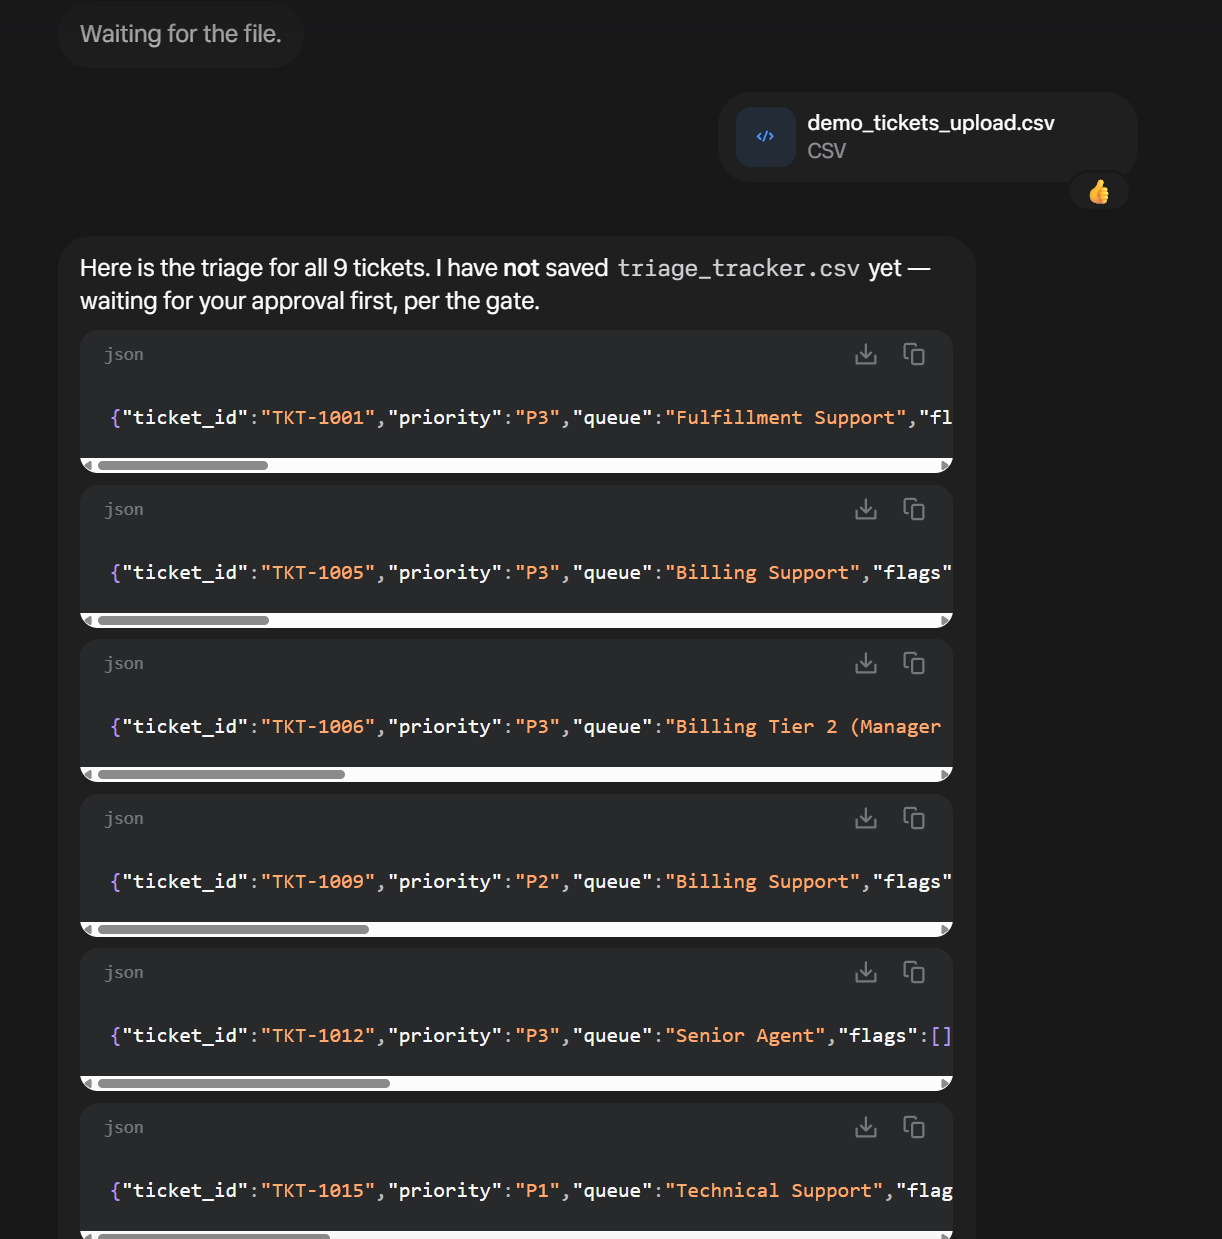 Waiting for the file.
</>
demo_tickets_upload.csv
CSV
Here is the triage for all 9 tickets. I have not saved triage_tracker.csv yet —
waiting for your approval first, per the gate.
json
{"ticket_id":"TKT-1001","priority":"P3","queue":"Fulfillment Support","fl
json
{"ticket_id":"TKT-1005","priority":"P3","queue":"Billing Support","flags"
json
{"ticket_id":"TKT-1006","priority":"P3","queue":"Billing Tier 2 (Manager
json
{"ticket_id":"TKT-1009","priority":"P2","queue":"Billing Support","flags"
json
{"ticket_id":"TKT-1012","priority":"P3","queue":"Senior Agent","flags":[]
json
{"ticket_id":"TKT-1015","priority":"P1","queue":"Technical Support","flag